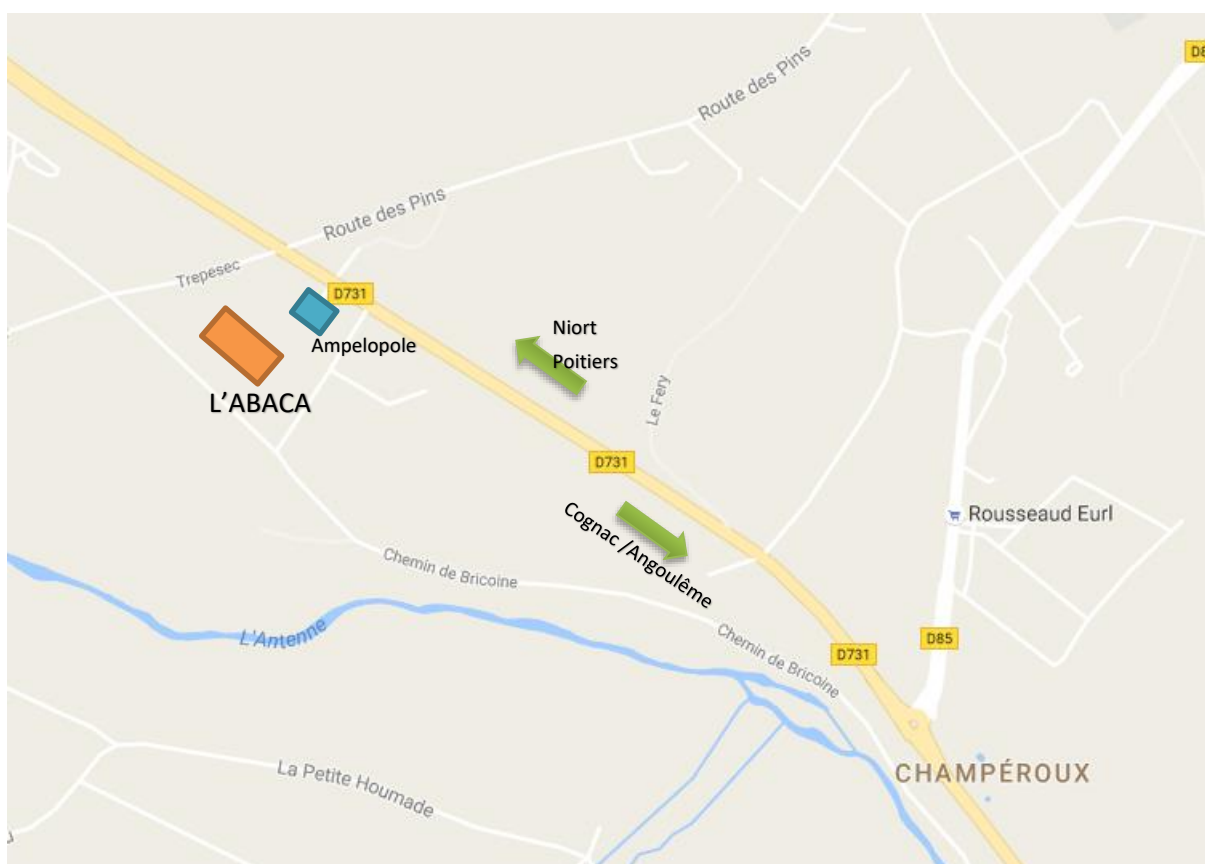 D8
Route des Pins
Route des Pins
Trepesec
D731
Ampelopole
Niort
Poitiers
L'ABACA
Le Fery
D731
Cognac /Angoulême
Rousseaud Eurl
Chemin de Bricoine
L'Antenne
Chemin de Bricoine
D85
D731
La Petite Houmade
CHAMPÉROUX